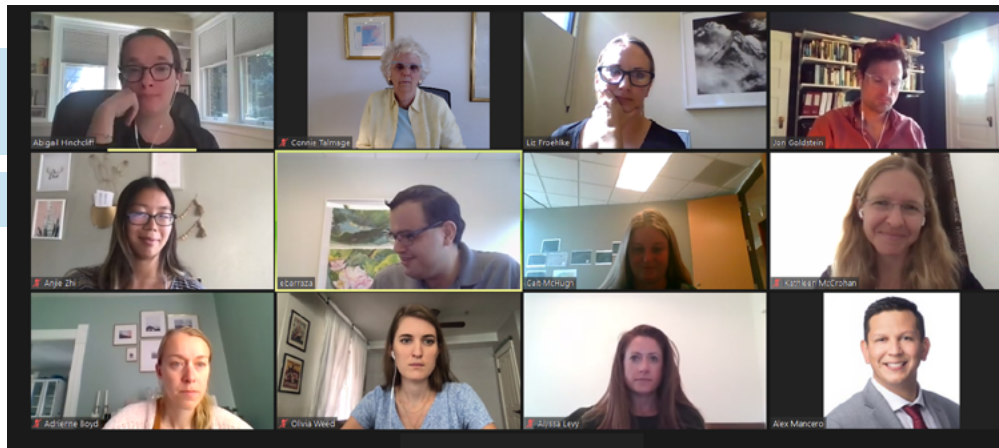 Abigail Hinchcliff
Connie Talmage
Liz Froehlke
Jon Goldstein
Anjie Zhi
ebarraza
Cait McHugh
Kathleen McCrohan
Adrienne Boyd
Olivia Weed
Alyssa Levy
Alex Mancero